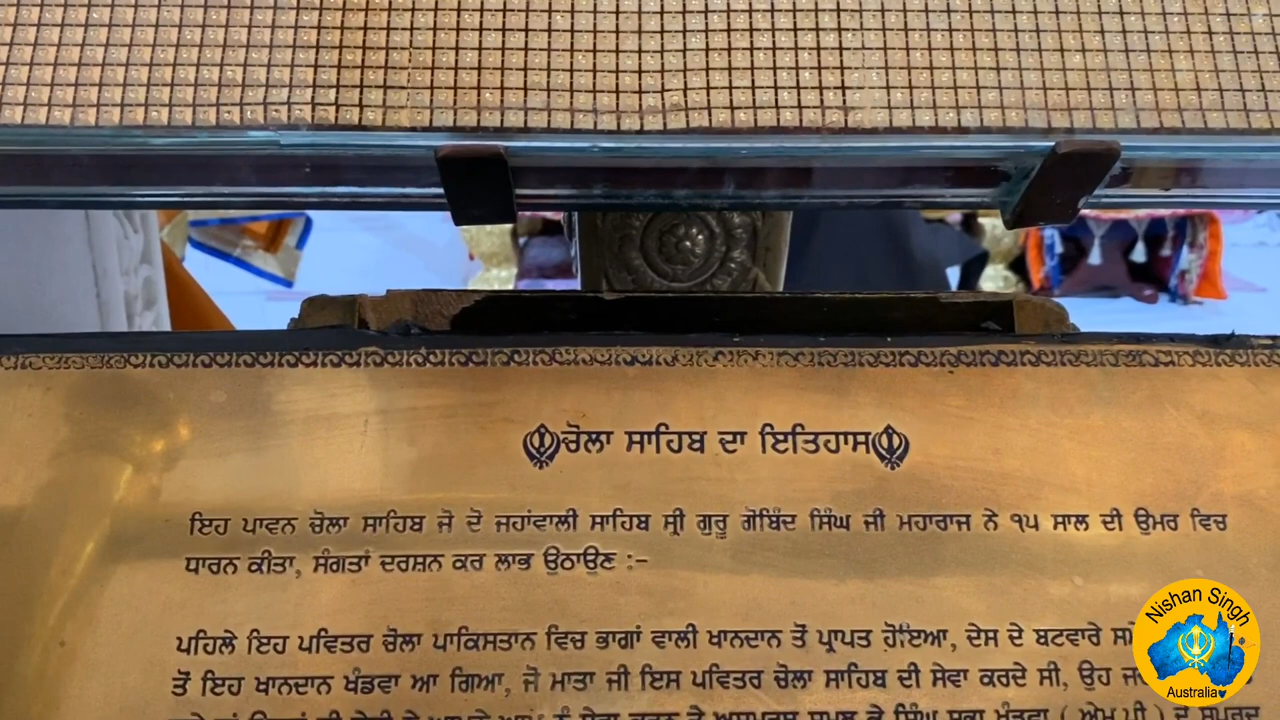 ਚੋਲਾ ਸਾਹਿਬ ਦਾ ਇਤਿਹਾਸ
ਇਹ ਪਾਵਨ ਚੋਲਾ ਸਾਹਿਬ ਜੋ ਦੋ ਜਹਾਂਵਾਲੀ ਸਾਹਿਬ ਸ੍ਰੀ ਗੁਰੂ ਗੋਬਿੰਦ ਸਿੰਘ ਜੀ ਮਹਾਰਾਜ ਨੇ ੧੫ ਸਾਲ ਦੀ ਉਮਰ ਵਿਚ
ਧਾਰਨ ਕੀਤਾ, ਸੰਗਤਾਂ ਦਰਸ਼ਨ ਕਰ ਲਾਭ ਉਠਾਉਣ :-
ਪਹਿਲੇ ਇਹ ਪਵਿਤਰ ਚੋਲਾ ਪਾਕਿਸਤਾਨ ਵਿਚ ਭਾਗਾਂ ਵਾਲੀ ਖਾਨਦਾਨ ਤੋਂ ਪ੍ਰਾਪਤ ਹੋਇਆ, ਦੇਸ ਦੇ ਬਟਵਾਰੇ
ਤੋਂ ਇਹ ਖਾਨਦਾਨ ਖੰਡਵਾ ਆ ਗਿਆ, ਜੋ ਮਾਤਾ ਜੀ ਇਸ ਪਵਿਤਰ ਚੋਲਾ ਸਾਹਿਬ ਦੀ ਸੇਵਾ ਕਰਦੇ ਸੀ, ਉਹ
Nishan Singh
Australia